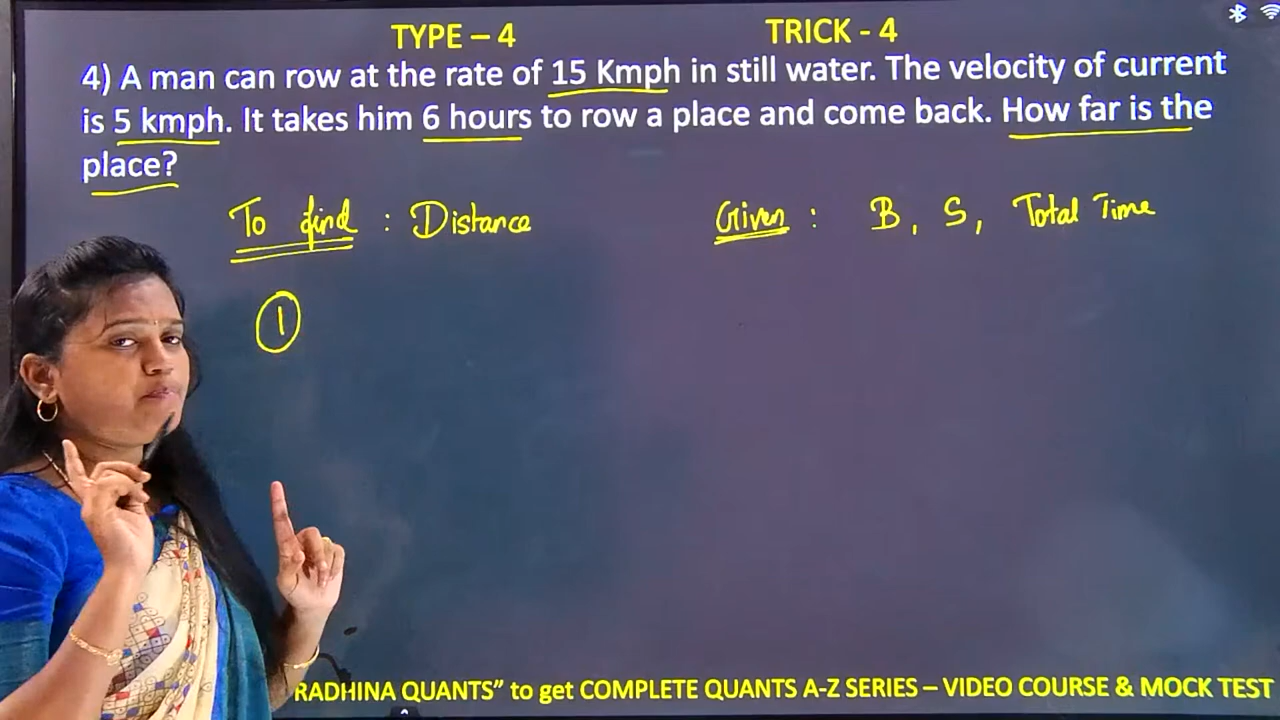 TYPE – 4 TRICK - 4
4) A man can row at the rate of 15 Kmph in still water. The velocity of current
is 5 kmph. It takes him 6 hours to row a place and come back. How far is the
place?
To find : Distance Given : B, S, Total Time
1
RADHINA QUANTS” to get COMPLETE QUANTS A-Z SERIES – VIDEO COURSE & MOCK TEST